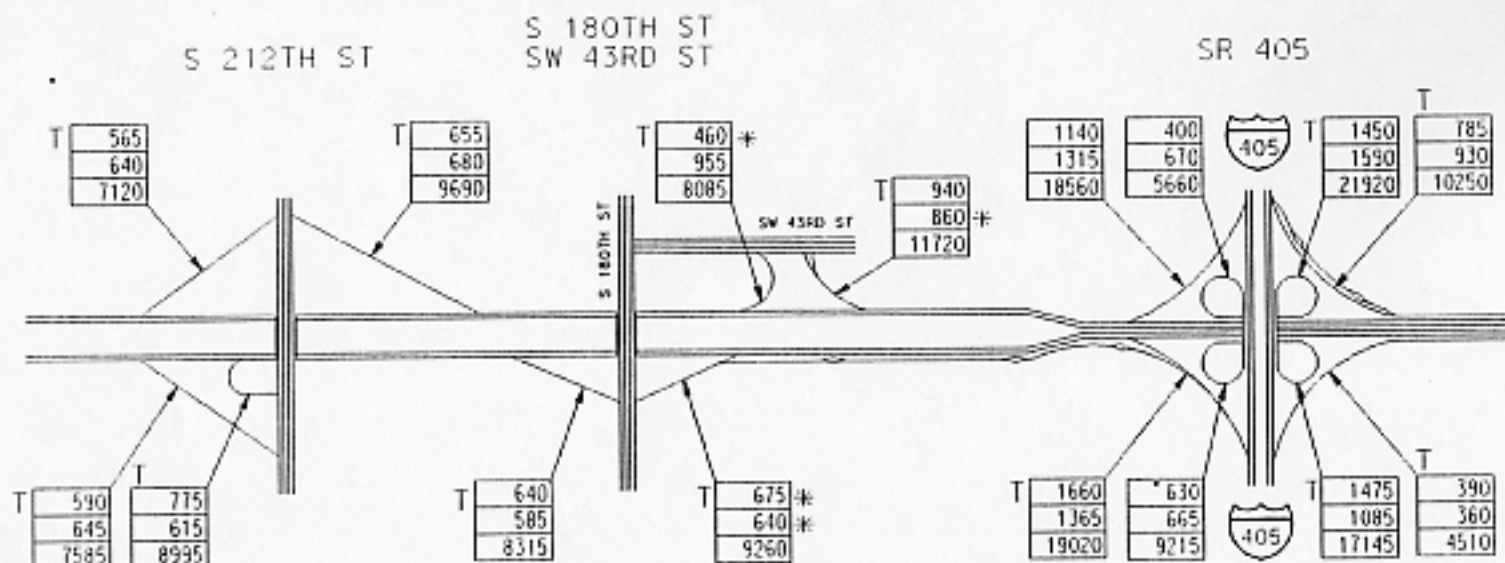 S 212TH ST
S 180TH ST
SW 43RD ST
SR 405
T 565
640
7120
T 655
680
9690
T 460 *
955
8085
T 940
860 *
11720
1140
1315
18560
400
670
5660
405
T 1450
1590
21920
T
785
930
10250
S 180TH ST
SW 43RD ST
T 590
645
7585
T
775
615
8995
T 640
585
8315
T 675 *
640 *
9260
T 1660
1365
19020
630
665
9215
405
T 1475
1085
17145
T
390
360
4510